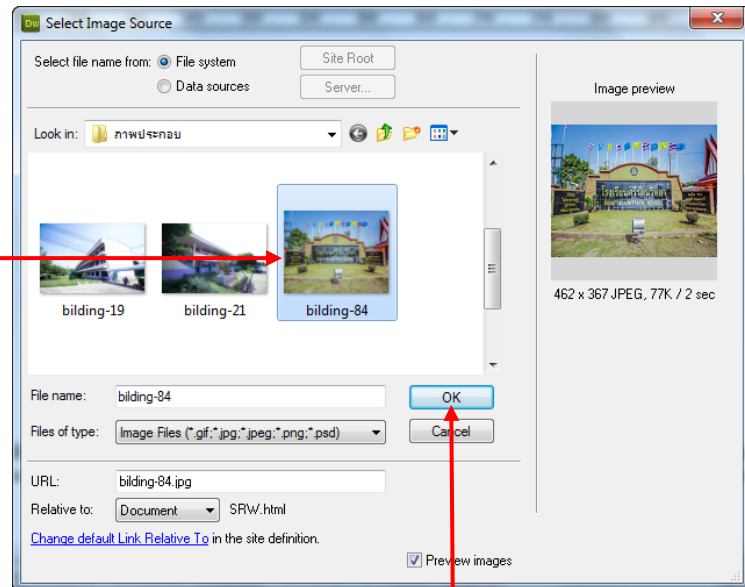 Dw Select Image Source
Select file name from: File system Site Root
Data sources Server...
Look in: ภาพประกอบ
bilding-19 bilding-21 bilding-84
File name: bilding-84 OK
Files of type: Image Files (*.gif;*.jpg;*.jpeg;*.png;*.psd) Cancel
URL: bilding-84.jpg
Relative to: Document SRW.html
Change default Link Relative To in the site definition.
Preview images
Image preview
462 x 367 JPEG, 77K / 2 sec